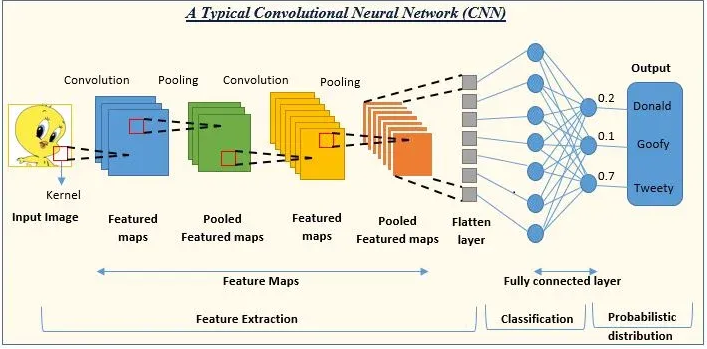 A Typical Convolutional Neural Network (CNN)
Convolution
Pooling
Convolution
Pooling
Output
0.2
Donald
0.1
Goofy
0.7
Tweety
Kernel
Input Image
Featured
maps
Pooled
Featured maps
Featured
maps
Pooled
Featured maps
Flatten
layer
Feature Maps
Fully connected layer
Feature Extraction
Classification
Probabilistic
distribution